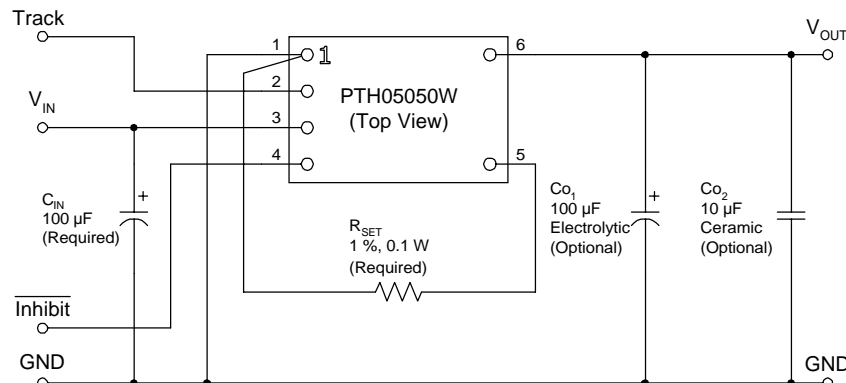 Track
V_OUT
1
1
6
2
PTH05050W
(Top View)
V_IN
3
4
5
C_IN
100 µF
(Required)
+
R_SET
1 %, 0.1 W
(Required)
Co_1
100 µF
Electrolytic
(Optional)
+
Co_2
10 µF
Ceramic
(Optional)
Inhibit
GND
GND